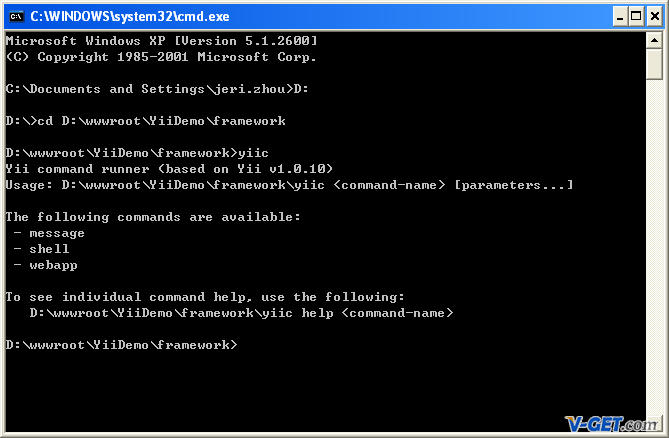 C:\WINDOWS\system32\cmd.exe
Microsoft Windows XP [Version 5.1.2600]
(C) Copyright 1985-2001 Microsoft Corp.
C:\Documents and Settings\jeri.zhou>D:
D:\>cd D:\wwwroot\YiiDemo\framework
D:\wwwroot\YiiDemo\framework>yiic
Yii command runner (based on Yii v1.0.10)
Usage: D:\wwwroot\YiiDemo\framework\yiic <command-name> [parameters...]
The following commands are available:
 - message
 - shell
 - webapp
To see individual command help, use the following:
   D:\wwwroot\YiiDemo\framework\yiic help <command-name>
D:\wwwroot\YiiDemo\framework>
V-GET.com